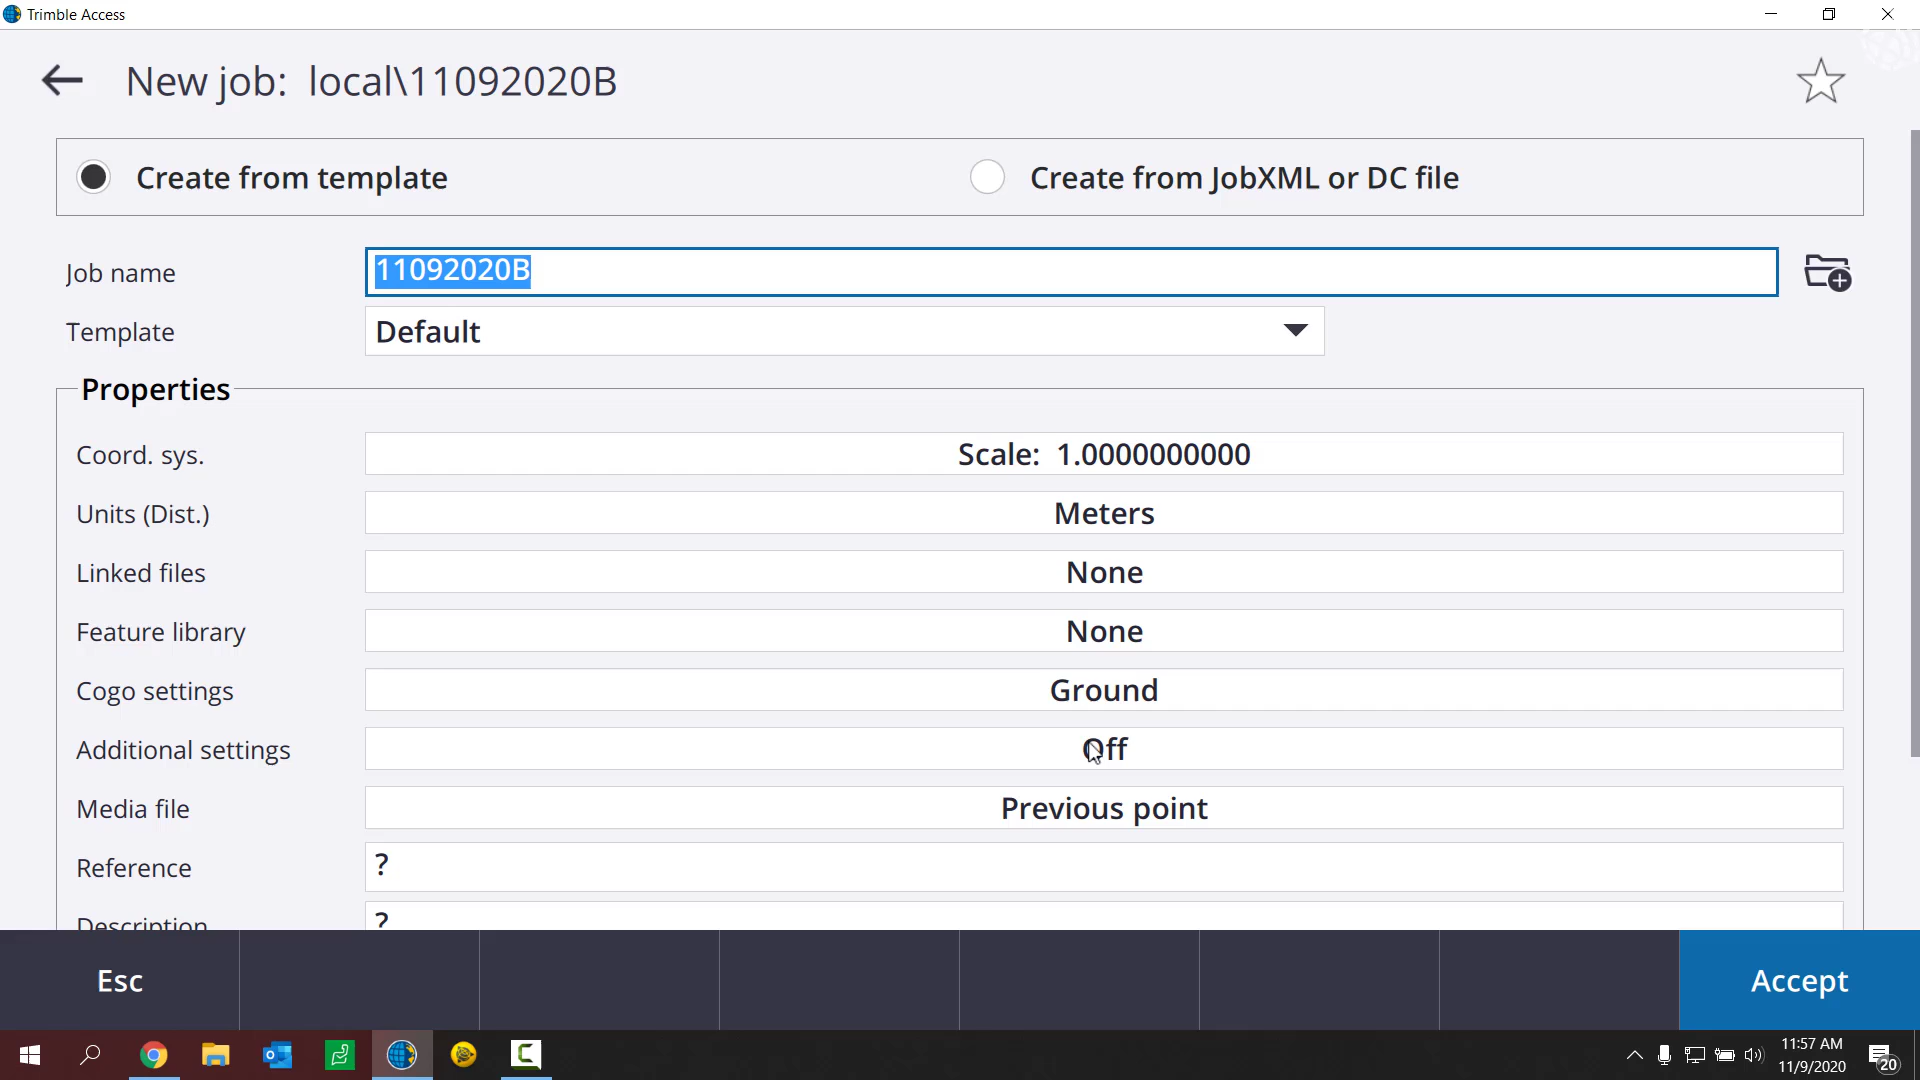 Trimble Access
New job: local\11092020B
Create from template
Create from JobXML or DC file
Job name
11092020B
Template
Default
Properties
Coord. sys.
Scale: 1.0000000000
Units (Dist.)
Meters
Linked files
None
Feature library
None
Cogo settings
Ground
Additional settings
Off
Media file
Previous point
Reference
?
Description
?
Esc
Accept
11:57 AM
11/9/2020
20